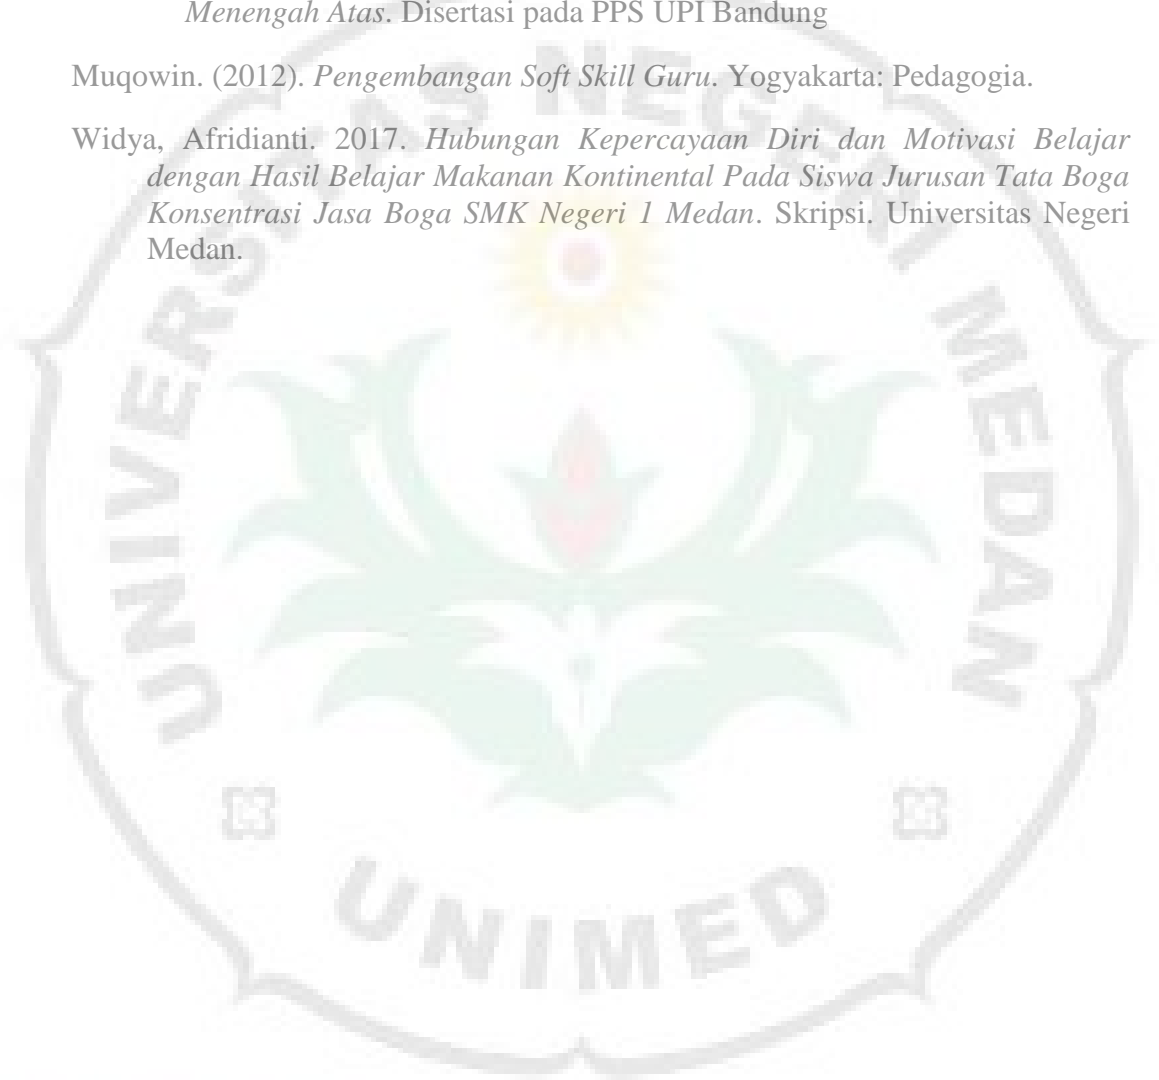 Menengah Atas. Disertasi pada PPS UPI Bandung
Muqowin. (2012). Pengembangan Soft Skill Guru. Yogyakarta: Pedagogia.
Widya, Afridianti. 2017. Hubungan Kepercayaan Diri dan Motivasi Belajar
dengan Hasil Belajar Makanan Kontinental Pada Siswa Jurusan Tata Boga
Konsentrasi Jasa Boga SMK Negeri 1 Medan. Skripsi. Universitas Negeri
Medan.
UNIVERSITAS NEGERI MEDAN
UNIMED